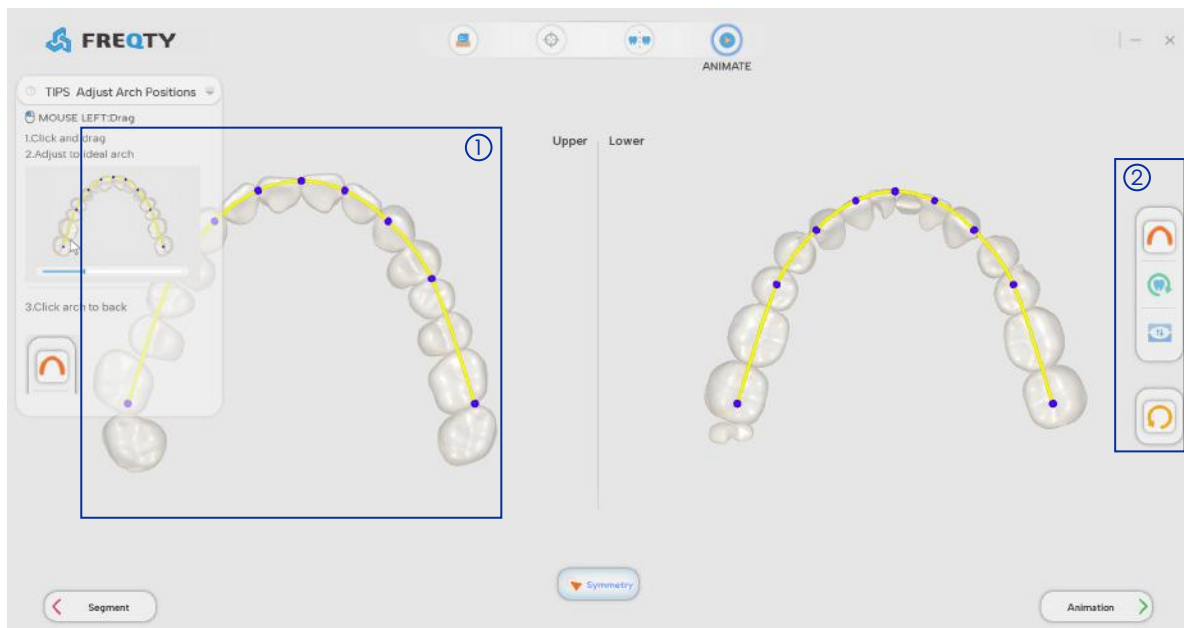 FREQTY
ANIMATE
TIPS Adjust Arch Positions
MOUSE LEFT:Drag
1.Click and drag
2.Adjust to ideal arch
3.Click arch to back
①
Upper Lower
②
Symmetry
Segment
Animation